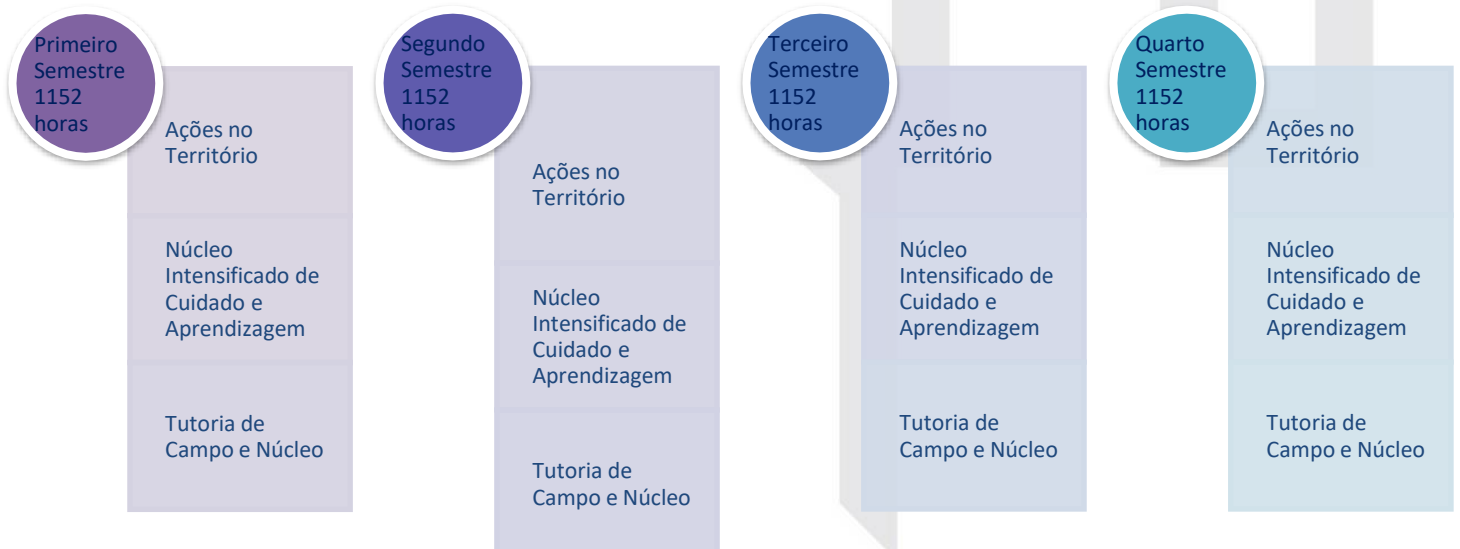 Primeiro
Semestre
1152
horas
Ações no
Território
Núcleo
Intensificado de
Cuidado e
Aprendizagem
Tutoria de
Campo e Núcleo
Segundo
Semestre
1152
horas
Ações no
Território
Núcleo
Intensificado de
Cuidado e
Aprendizagem
Tutoria de
Campo e Núcleo
Terceiro
Semestre
1152
horas
Ações no
Território
Núcleo
Intensificado de
Cuidado e
Aprendizagem
Tutoria de
Campo e Núcleo
Quarto
Semestre
1152
horas
Ações no
Território
Núcleo
Intensificado de
Cuidado e
Aprendizagem
Tutoria de
Campo e Núcleo